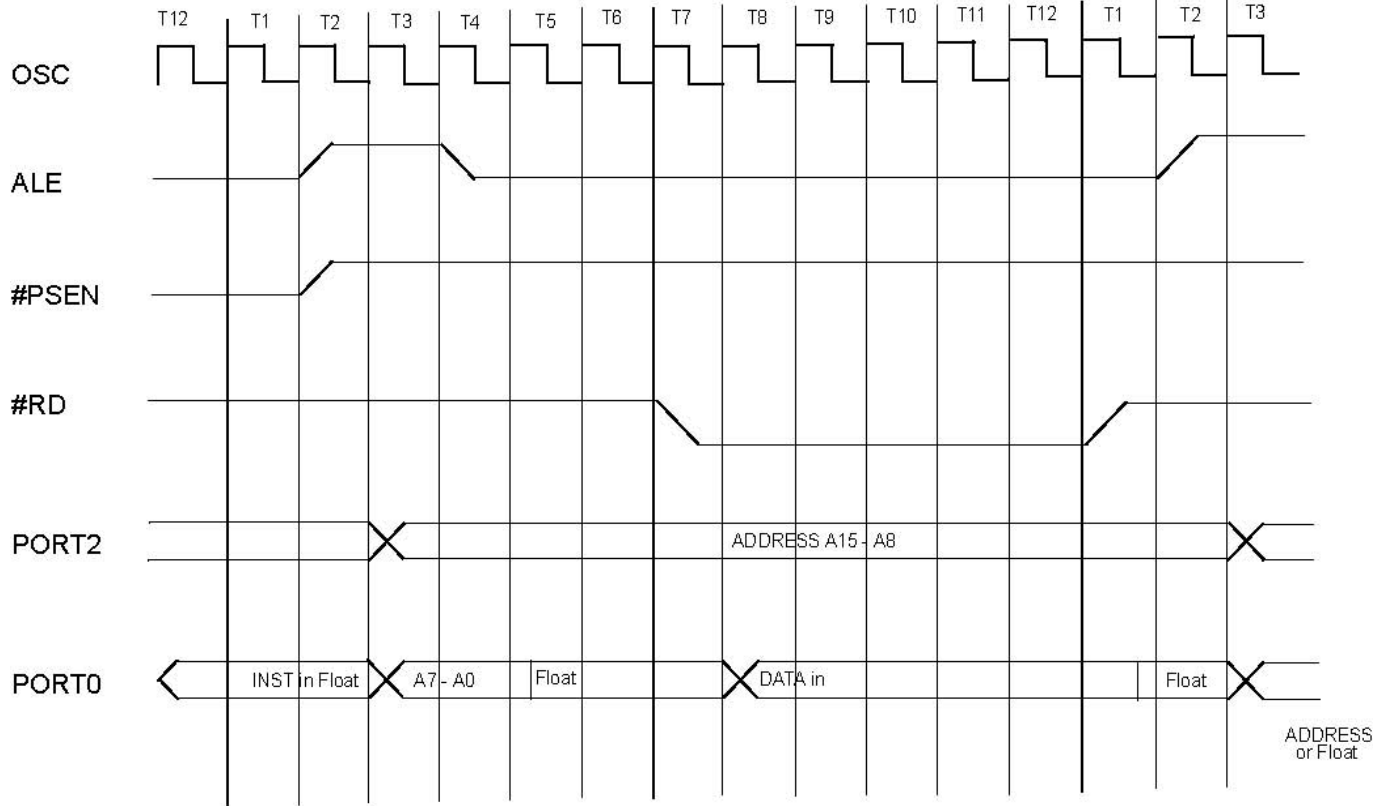 T12 T1 T2 T3 T4 T5 T6 T7 T8 T9 T10 T11 T12 T1 T2 T3
OSC
ALE
#PSEN
#RD
PORT2 ADDRESS A15 - A8
PORT0 INST in Float A7 - A0 Float DATA in Float
ADDRESS
or Float